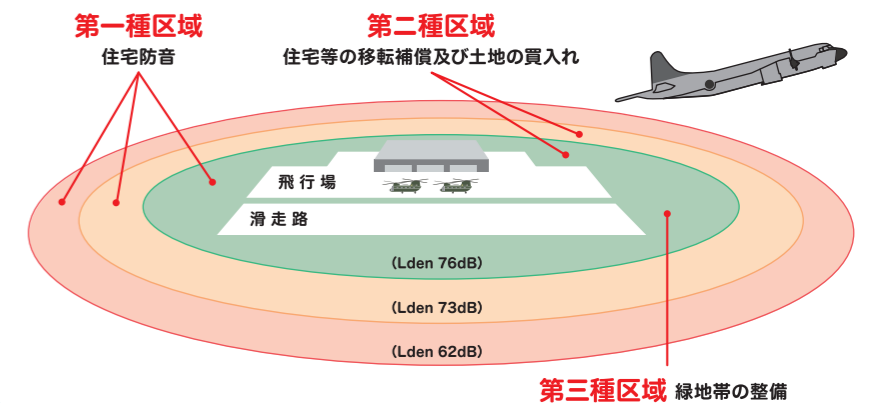 第一種区域
住宅防音
第二種区域
住宅等の移転補償及び土地の買入れ
飛行場
滑走路
(Lden 76dB)
(Lden 73dB)
(Lden 62dB)
第三種区域 緑地帯の整備